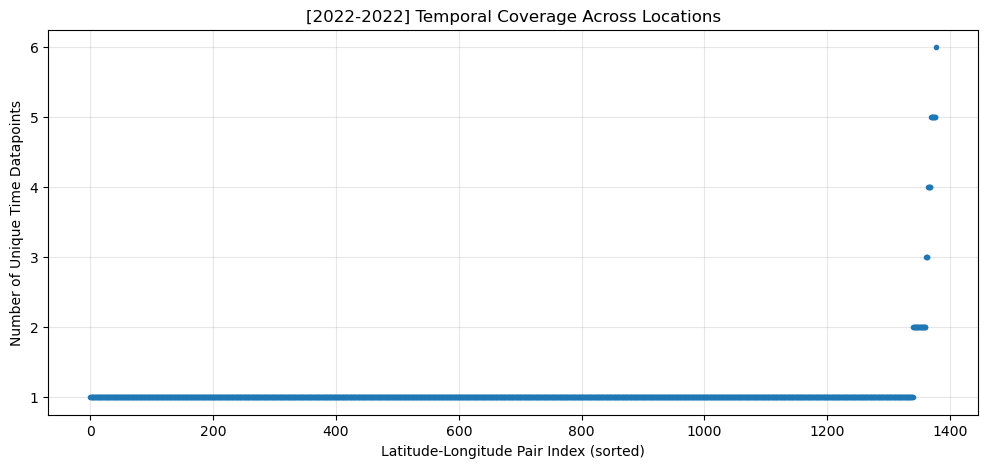 [2022-2022] Temporal Coverage Across Locations
Number of Unique Time Datapoints
6
5
4
3
2
1
0 200 400 600 800 1000 1200 1400
Latitude-Longitude Pair Index (sorted)